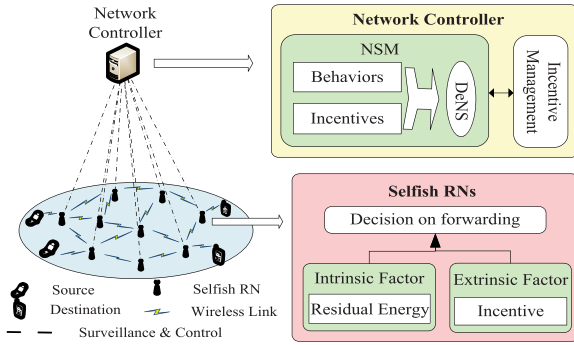 Network
Controller
Network Controller
NSM
Behaviors
Incentives
DeNS
Incentive
Management
Selfish RNs
Decision on forwarding
Intrinsic Factor
Residual Energy
Extrinsic Factor
Incentive
Source
Selfish RN
Destination
Wireless Link
Surveillance & Control